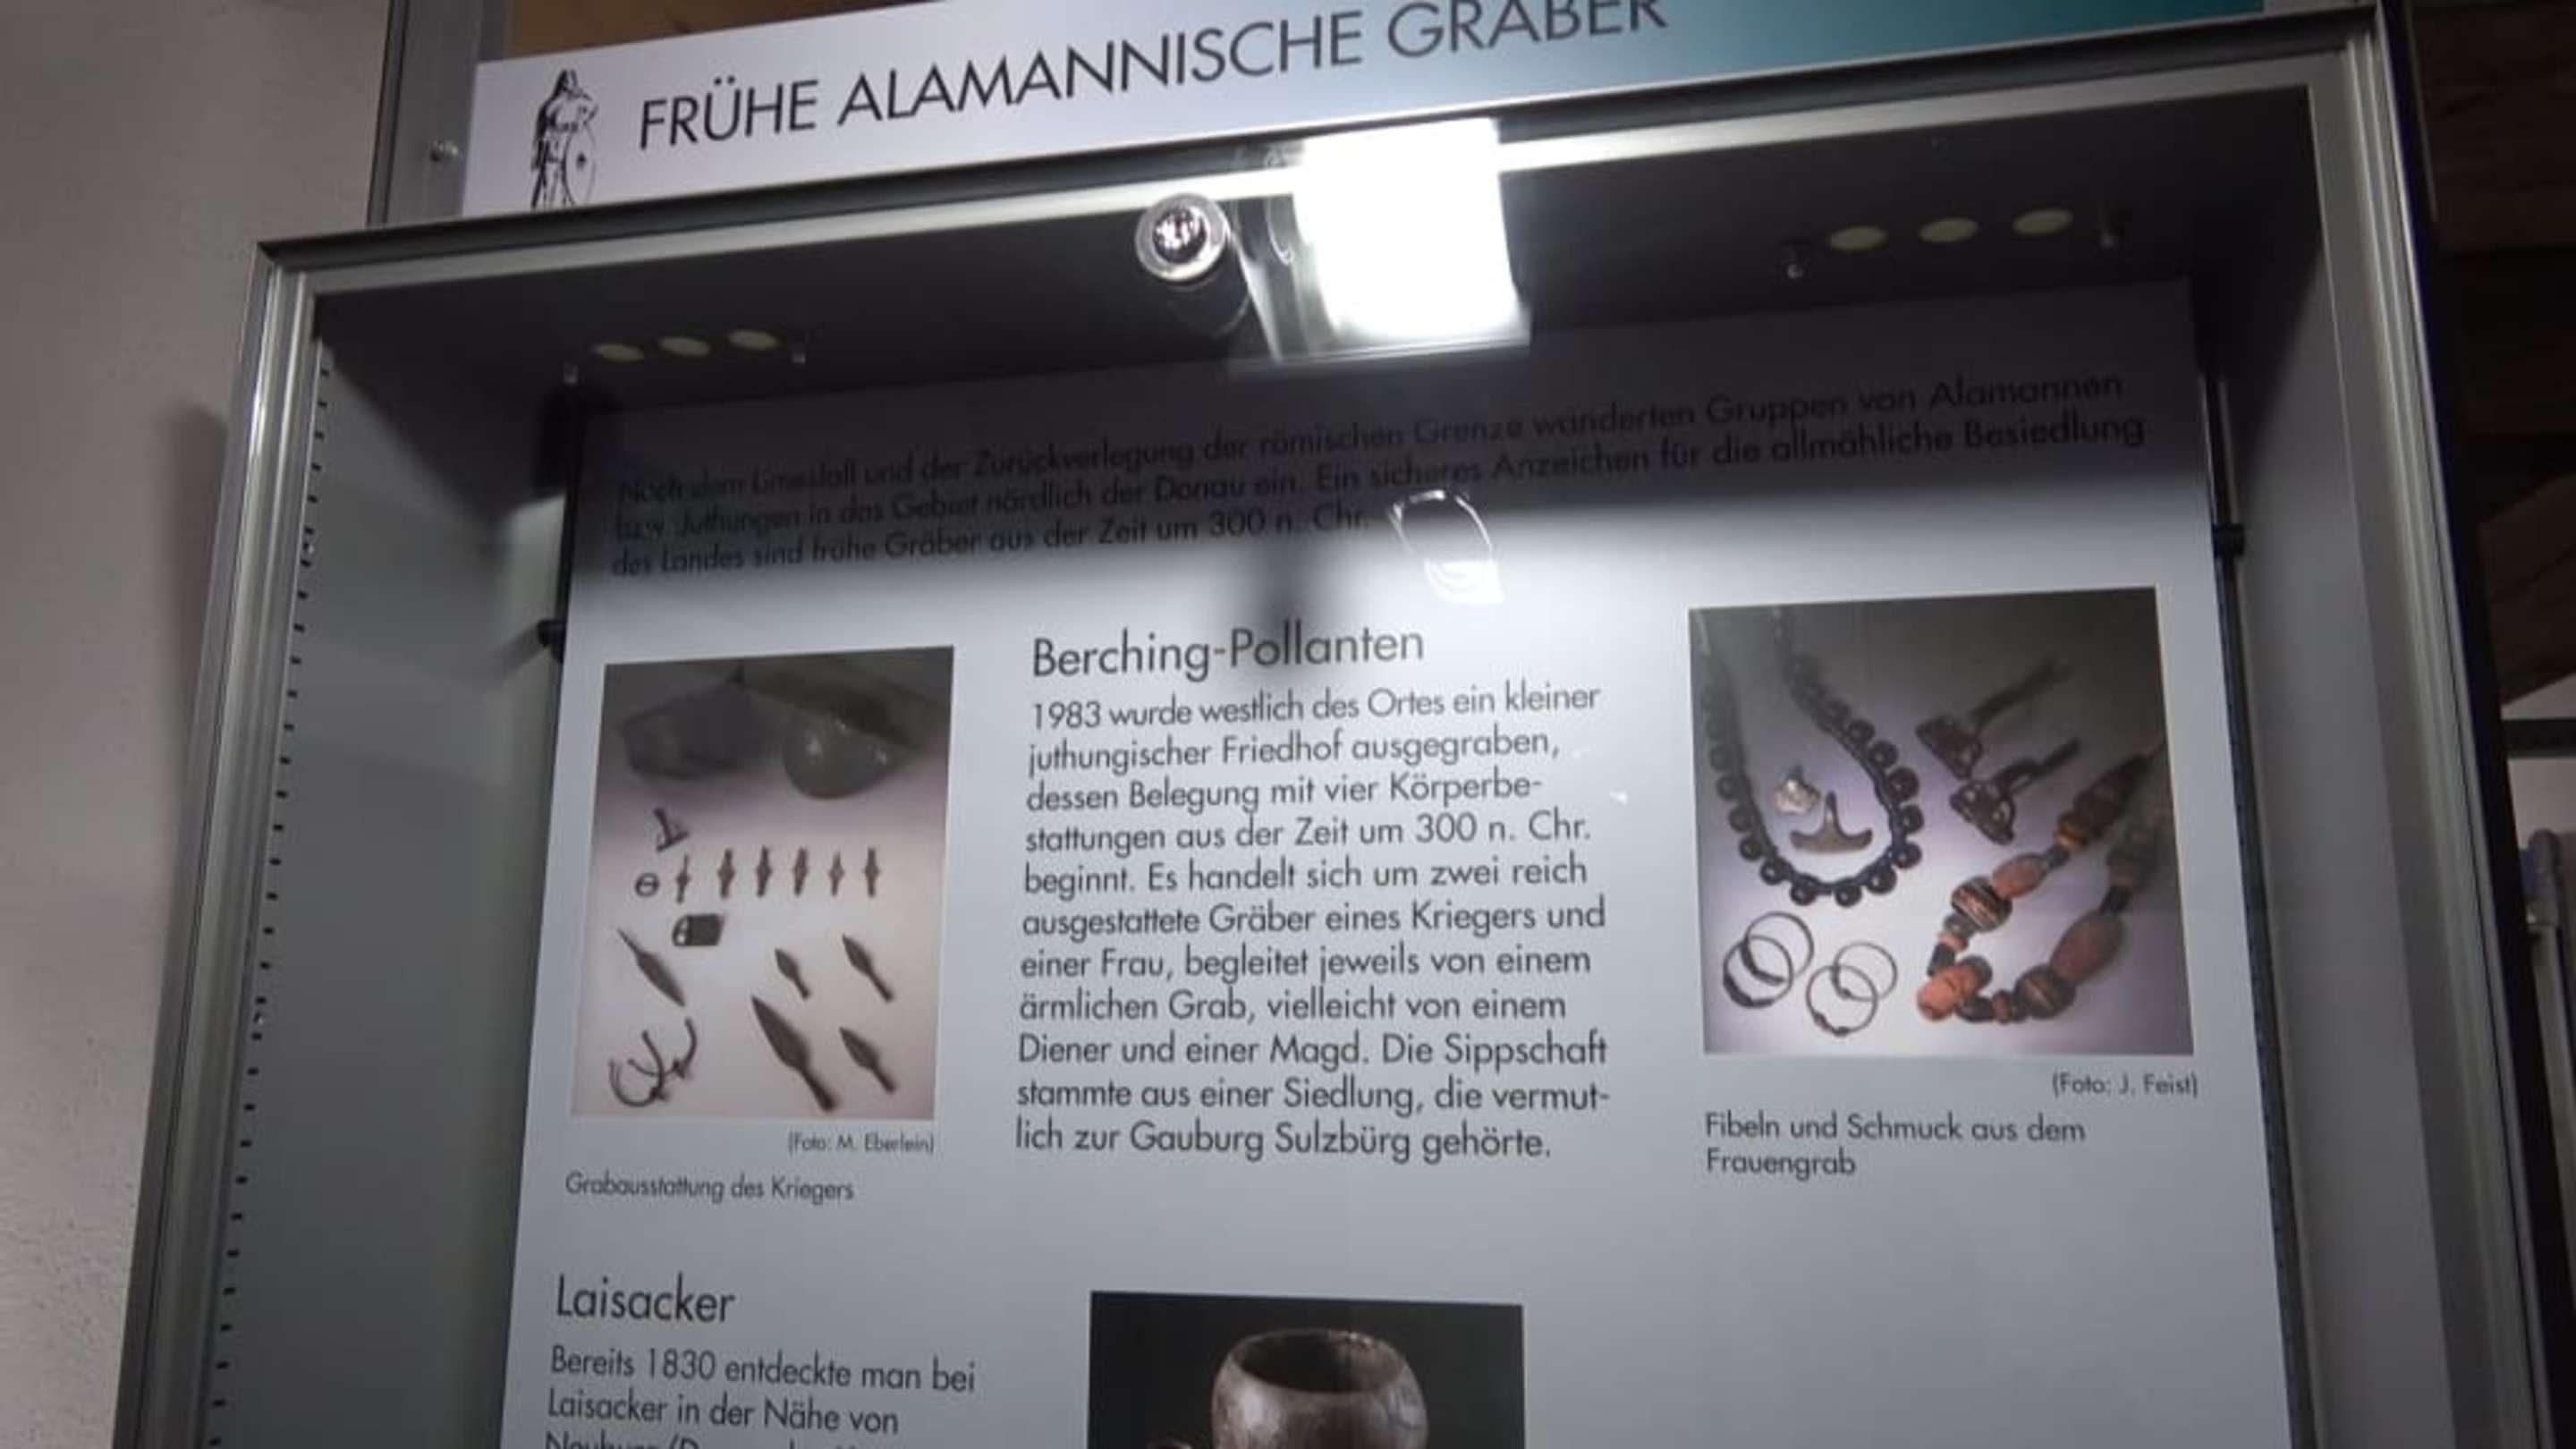 FRÜHE ALAMANNISCHE GRÄBER
Nach dem Limesfall und der Zurückverlegung der römischen Grenze wanderten Gruppen von Alamannen
bzw. Juthungen in das Gebiet nördlich der Donau ein. Ein sicheres Anzeichen für die allmähliche Besiedlung
des Landes sind frühe Gräber aus der Zeit um 300 n. Chr.
Berching-Pollanten
1983 wurde westlich des Ortes ein kleiner
juthungischer Friedhof ausgegraben,
dessen Belegung mit vier Körperbe-
stattungen aus der Zeit um 300 n. Chr.
beginnt. Es handelt sich um zwei reich
ausgestattete Gräber eines Kriegers und
einer Frau, begleitet jeweils von einem
ärmlichen Grab, vielleicht von einem
Diener und einer Magd. Die Sippschaft
stammte aus einer Siedlung, die vermut-
lich zur Gauburg Sulzbürg gehörte.
(Foto: M. Eberlein)
Grabausstattung des Kriegers
(Foto: J. Feist)
Fibeln und Schmuck aus dem
Frauengrab
Laisacker
Bereits 1830 entdeckte man bei
Laisacker in der Nähe von